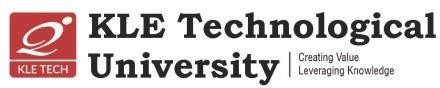 KLE TECH
KLE Technological
University
Creating Value
Leveraging Knowledge